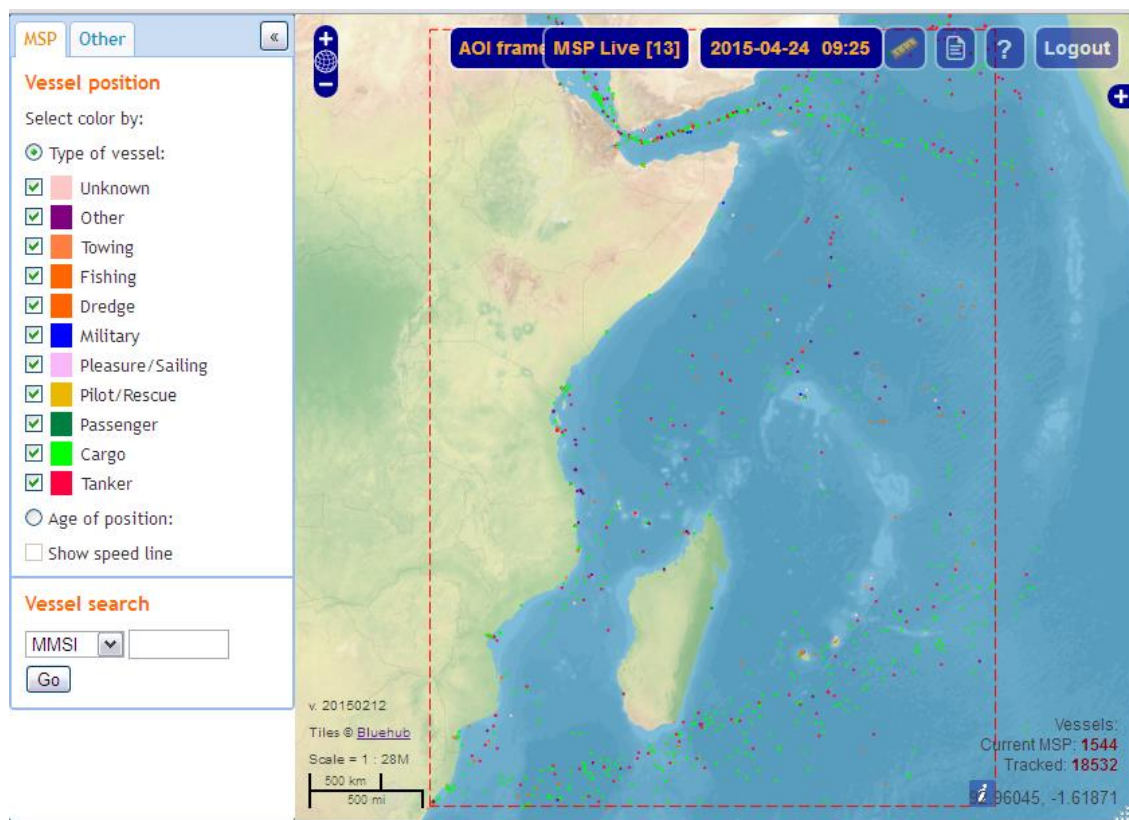 MSP Other «
Vessel position
Select color by:
Type of vessel:
Unknown
Other
Towing
Fishing
Dredge
Military
Pleasure/Sailing
Pilot/Rescue
Passenger
Cargo
Tanker
Age of position:
Show speed line
Vessel search
MMSI
Go
AOI frame MSP Live [13] 2015-04-24 09:25 ? Logout
v. 20150212
Tiles © Bluehub
Scale = 1 : 28M
500 km
500 mi
Vessels:
Current MSP: 1544
Tracked: 18532
i
.96045, -1.61871